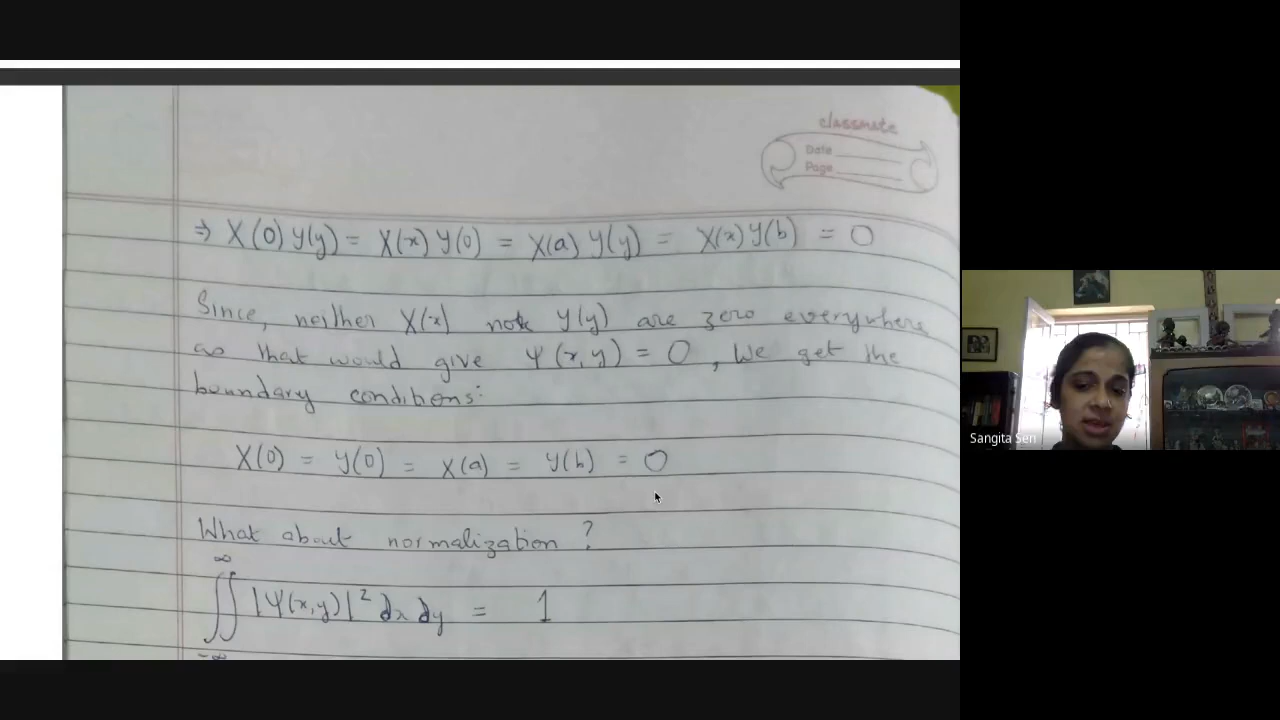 classmate
Date
Page
⇒ X(0) Y(y) = X(x) Y(0) = X(a) Y(y) = X(x) Y(b) = 0
Since, neither X(x) note Y(y) are zero everywhere
as that would give Ψ(x,y) = 0, We get the
boundary conditions:
X(0) = Y(0) = X(a) = Y(b) = 0
What about normalization ?
∞
∬ |Ψ(x,y)|² dx dy = 1
-∞
Sangita Sen